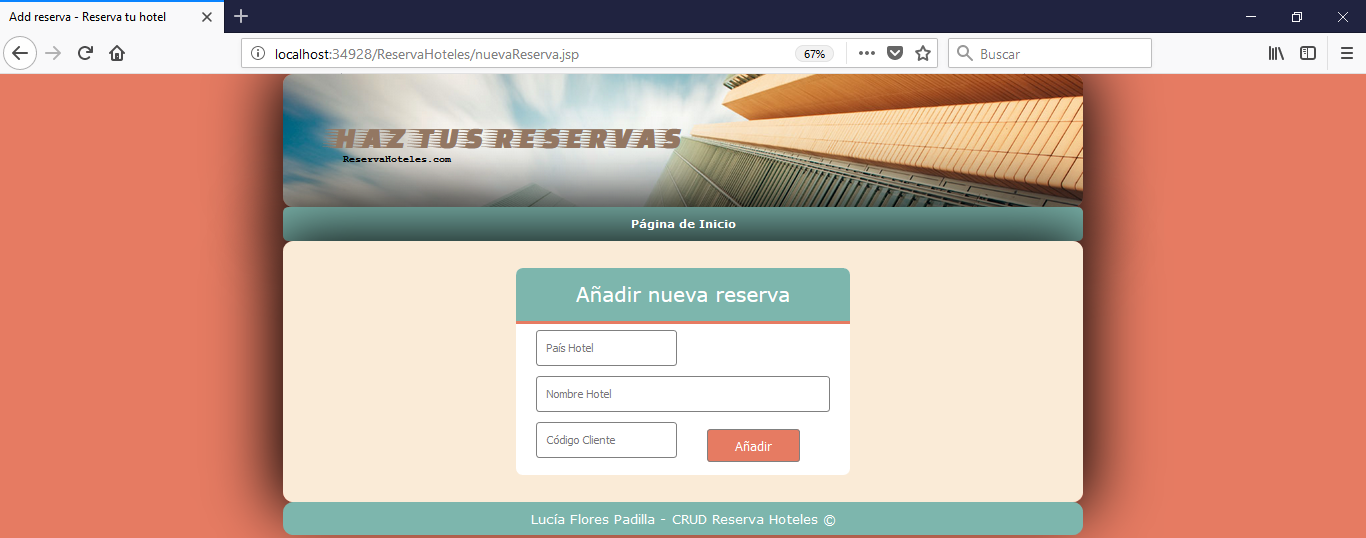 Add reserva - Reserva tu hotel
localhost:34928/ReservaHoteles/nuevaReserva.jsp
67%
Buscar
HAZ TUS RESERVAS
ReservaHoteles.com
Página de Inicio
Añadir nueva reserva
País Hotel
Nombre Hotel
Código Cliente
Añadir
Lucía Flores Padilla - CRUD Reserva Hoteles ©